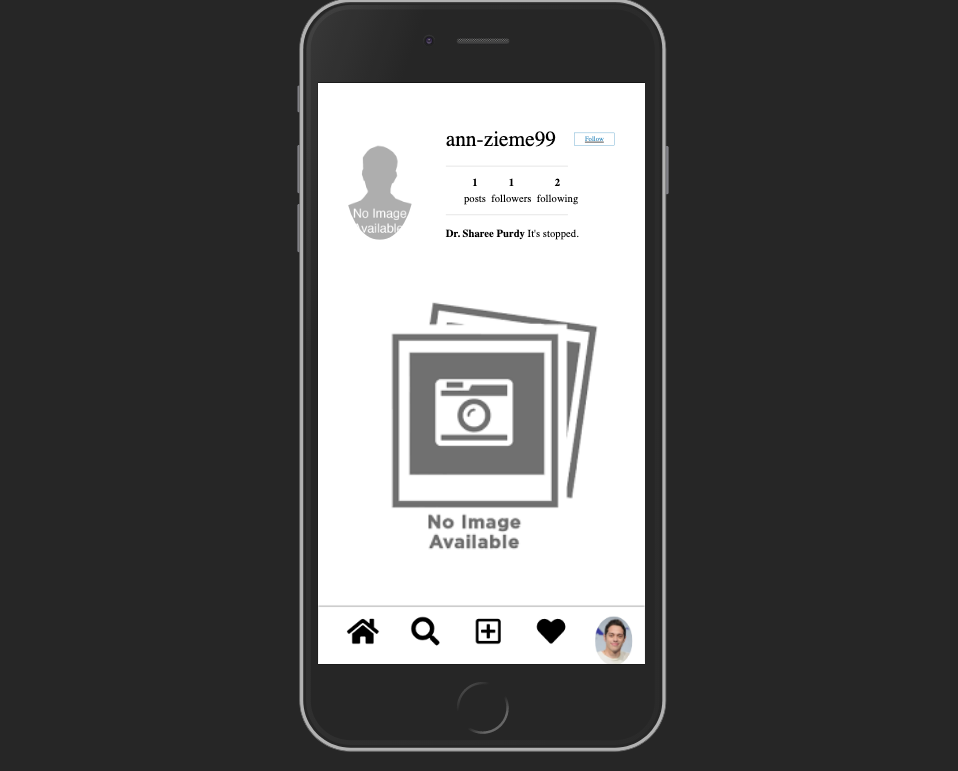 ann-zieme99 Follow
1 1 2
posts followers following
Dr. Sharee Purdy It's stopped.
No Image
Available
No Image
Available